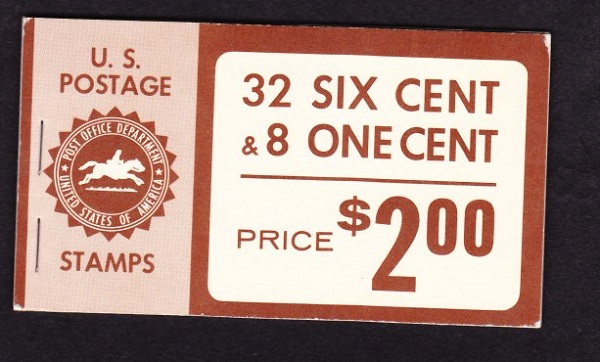 U. S.
POSTAGE
POST OFFICE DEPARTMENT
UNITED STATES OF AMERICA
STAMPS
32 SIX CENT
& 8 ONE CENT
PRICE $2.00